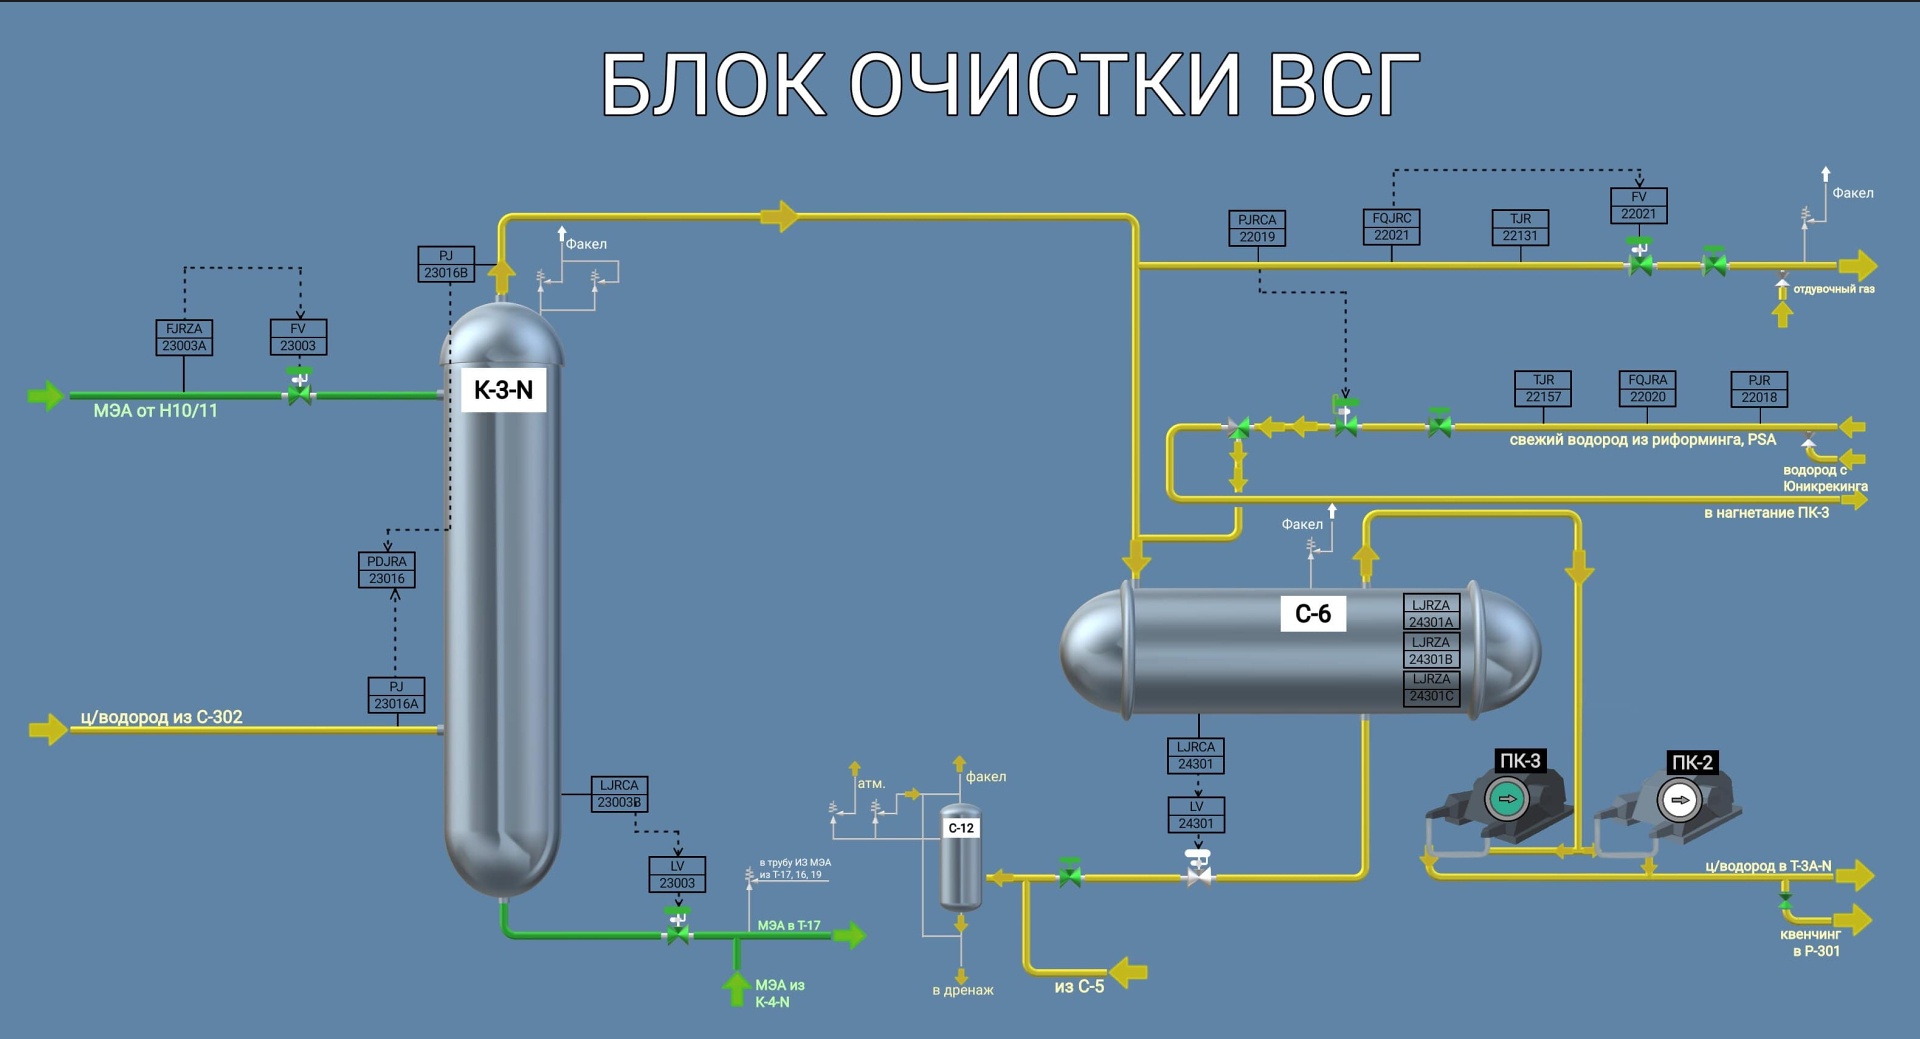 БЛОК ОЧИСТКИ ВСГ
PJ
23016B
Факел
FJRZA
23003A
FV
23003
МЭА от Н10/11
К-3-N
PDJRA
23016
PJ
23016A
ц/водород из С-302
LJRCA
23003B
LV
23003
в трубу ИЗ МЭА
из Т-17, 16, 19
МЭА в Т-17
МЭА из
К-4-N
PJRCA
22019
FQJRC
22021
TJR
22131
FV
22021
Факел
отдувочный газ
TJR
22157
FQJRA
22020
PJR
22018
свежий водород из риформинга, PSA
водород с
Юникрекинга
в нагнетание ПК-3
Факел
С-6
LJRZA
24301A
LJRZA
24301B
LJRZA
24301C
LJRCA
24301
LV
24301
атм.
факел
С-12
в дренаж
из С-5
ПК-3
ПК-2
ц/водород в Т-3А-N
квенчинг
в Р-301